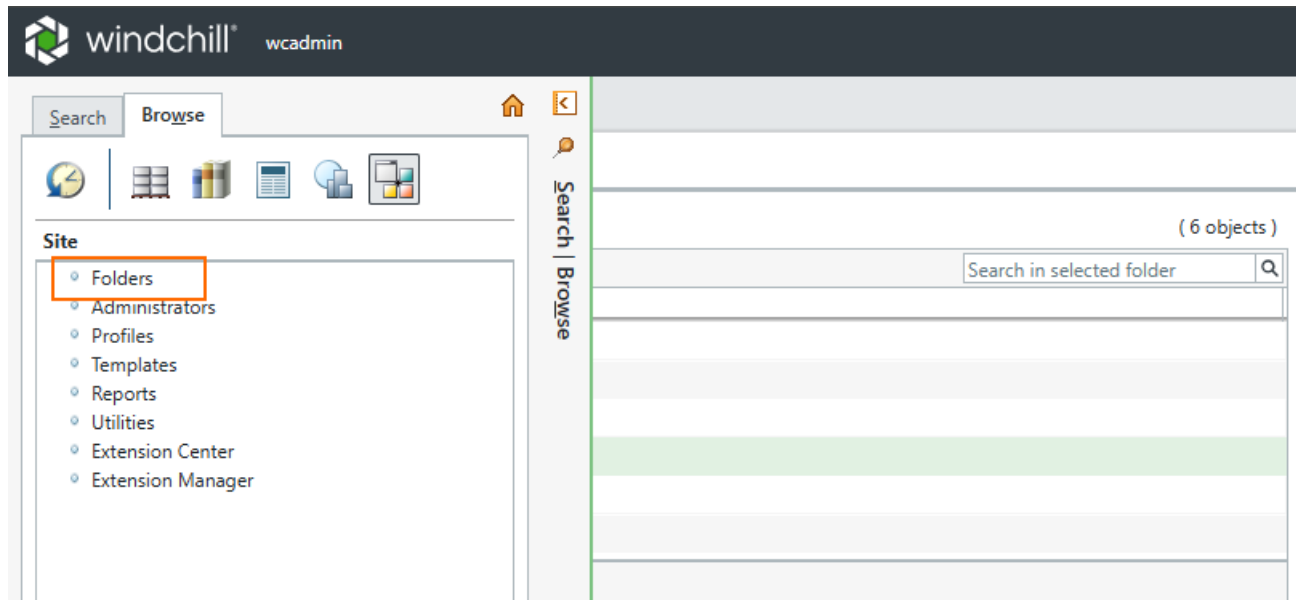 windchill® wcadmin
Search Browse
Site
Folders
Administrators
Profiles
Templates
Reports
Utilities
Extension Center
Extension Manager
Search | Browse
( 6 objects )
Search in selected folder